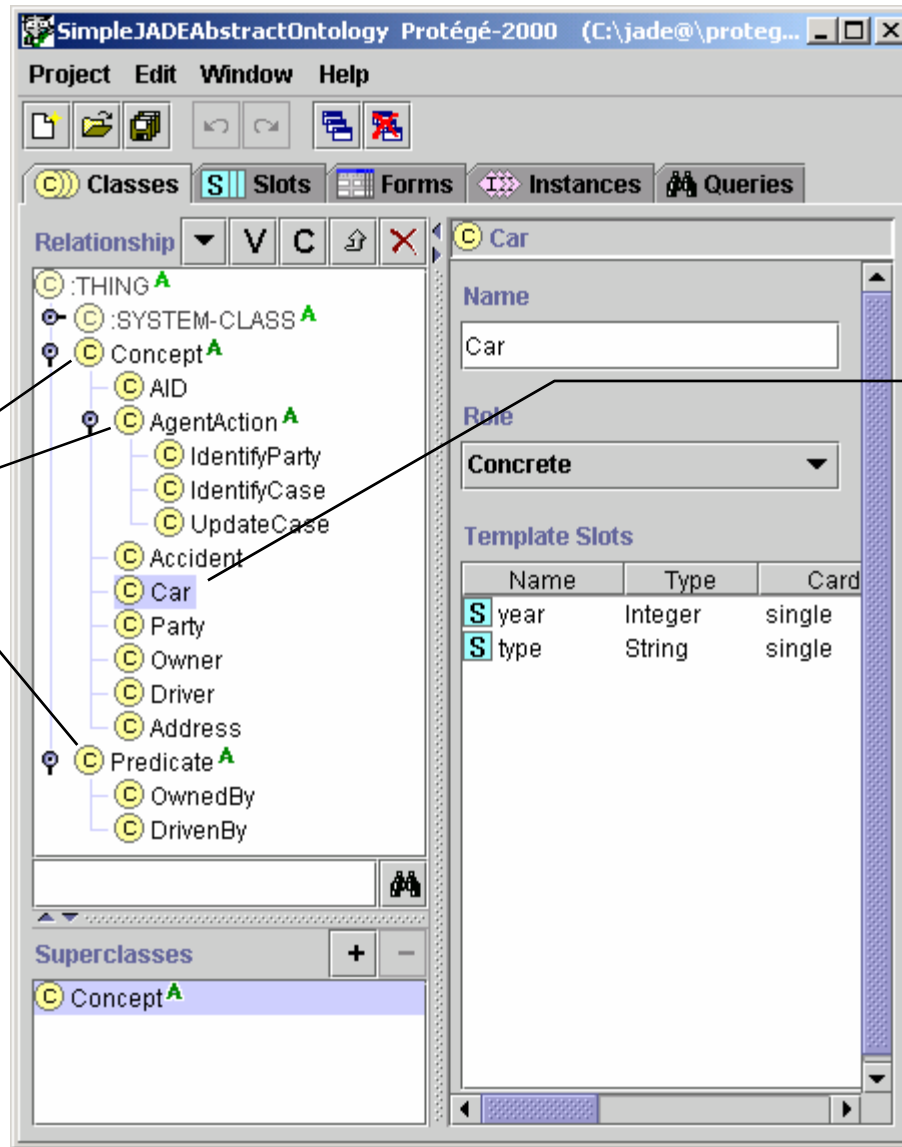 SimpleJADEAbstractOntology Protégé-2000 (C:\jade@\proteg...
Project Edit Window Help
Classes Slots Forms Instances Queries
Relationship V C
C :THING A
C :SYSTEM-CLASS A
C Concept A
C AID
C AgentAction A
C IdentifyParty
C IdentifyCase
C UpdateCase
C Accident
C Car
C Party
C Owner
C Driver
C Address
C Predicate A
C OwnedBy
C DrivenBy
Superclasses + -
C Concept A
C Car
Name
Car
Role
Concrete
Template Slots
Name Type Card
S year Integer single
S type String single